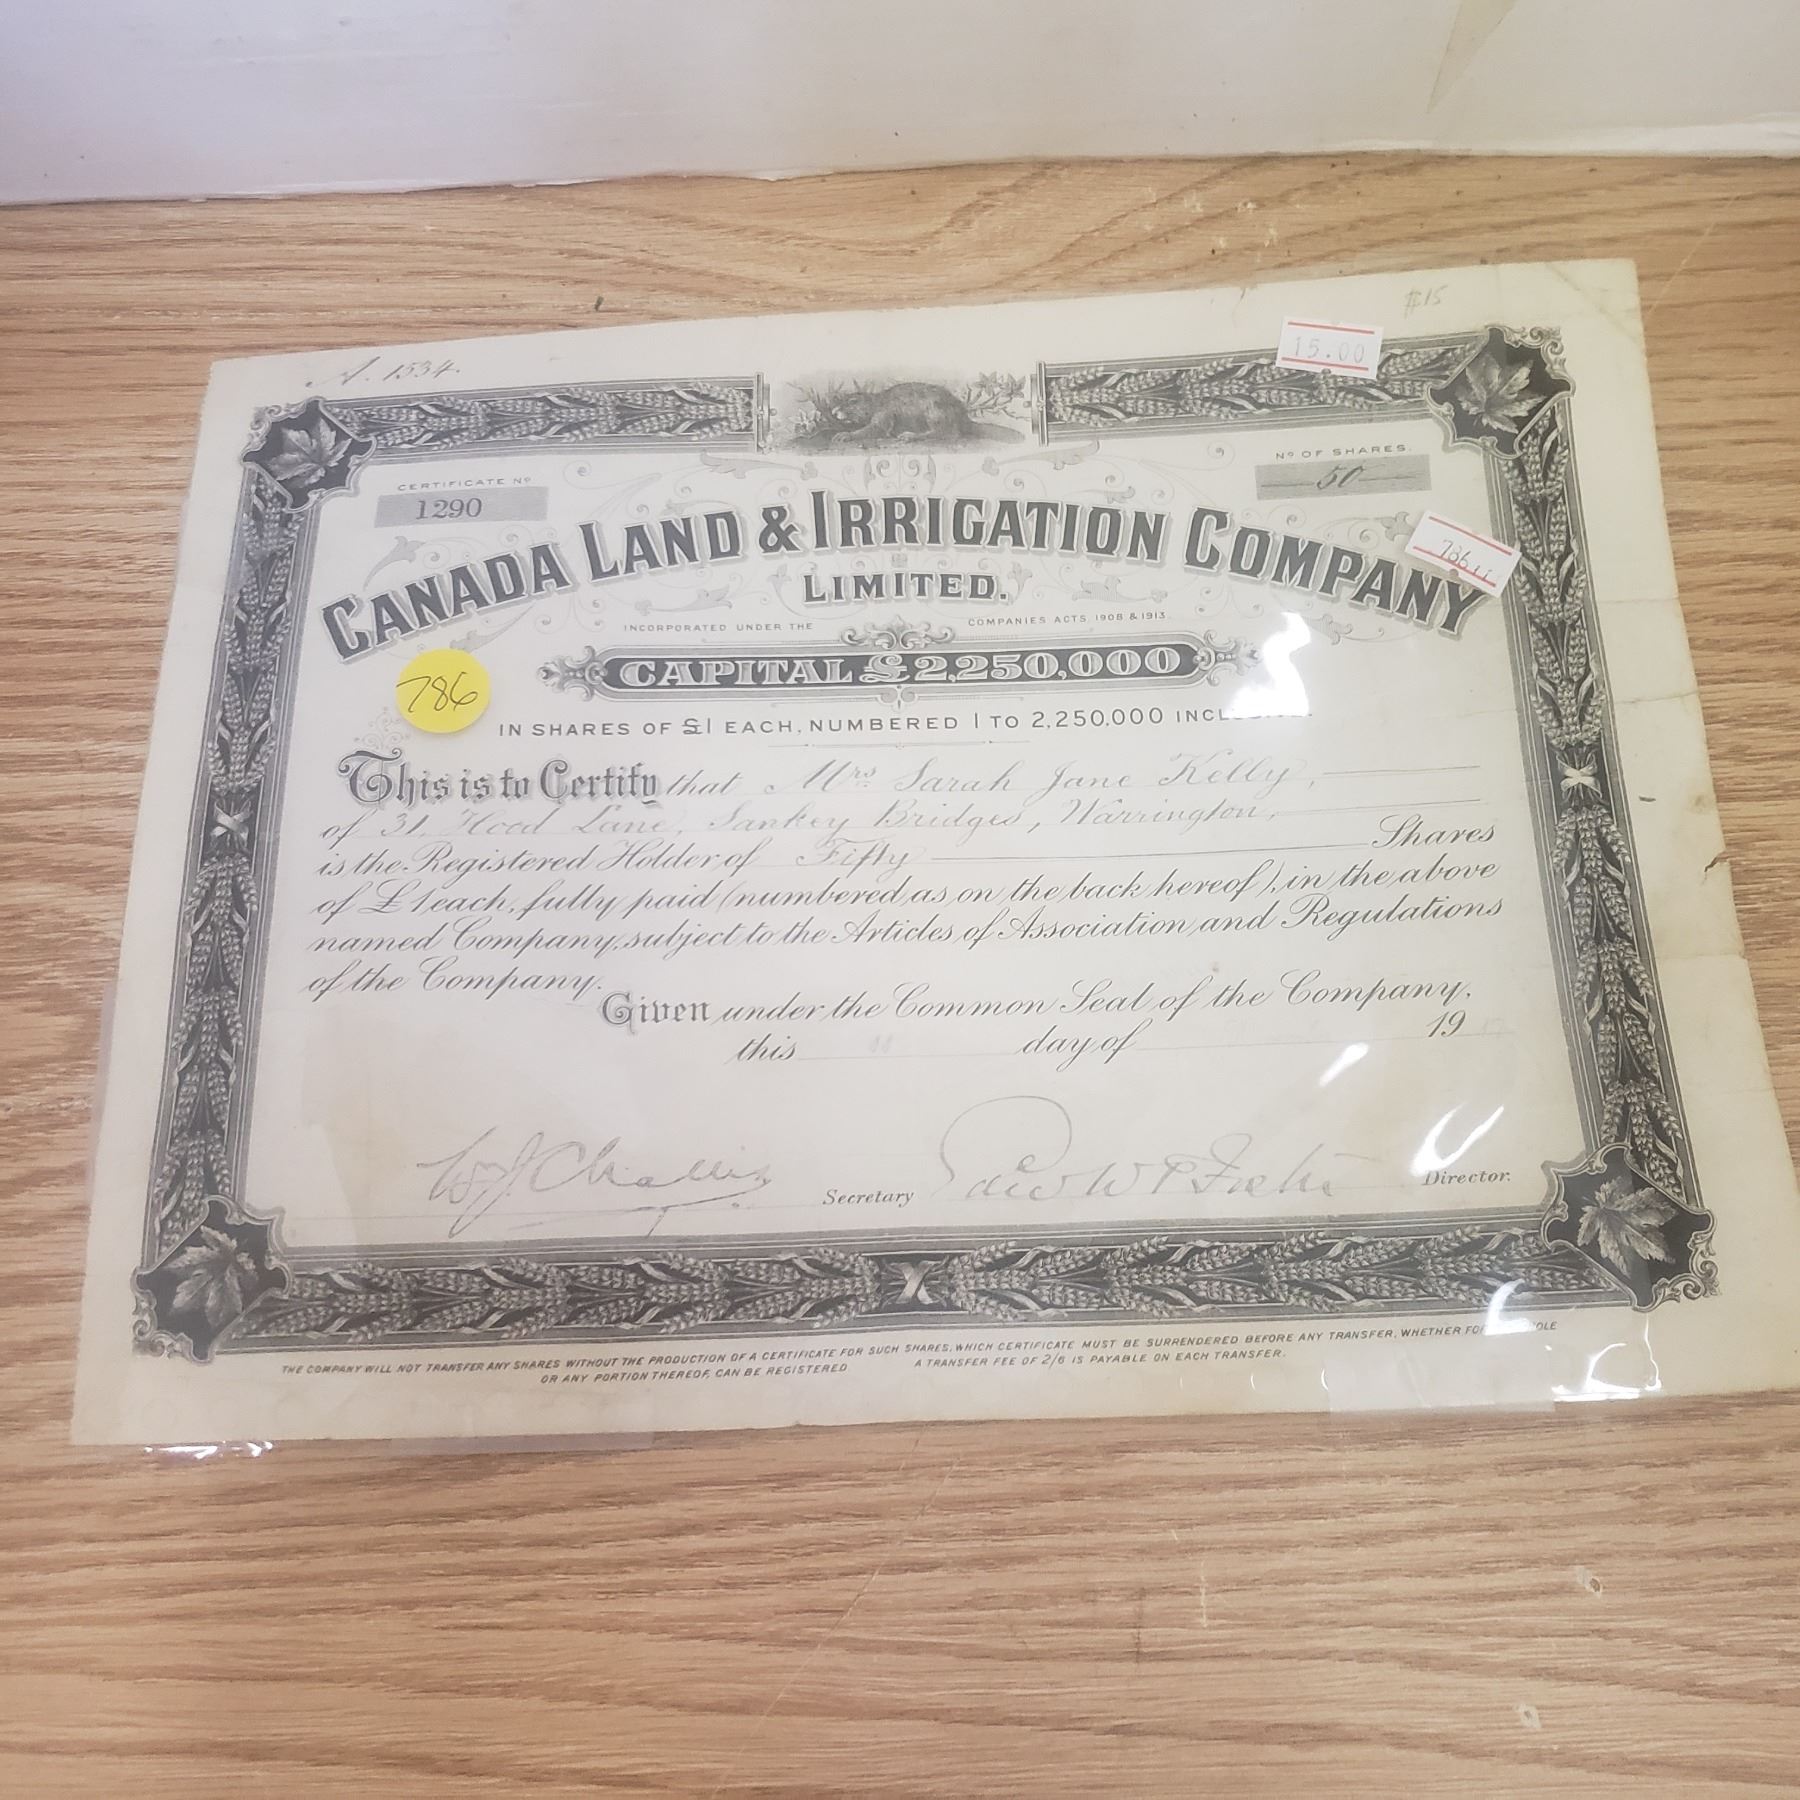 $15
15.00
A. 1534.
CERTIFICATE Nº
1290
Nº OF SHARES.
50
CANADA LAND & IRRIGATION COMPANY
LIMITED.
INCORPORATED UNDER THE COMPANIES ACTS, 1908 & 1913.
CAPITAL £2,250,000
786
IN SHARES OF £1 EACH, NUMBERED 1 TO 2,250,000
This is to Certify that Mrs. Sarah Jane Kelly,
of 31, Hood Lane, Sankey Bridges, Warrington,
is the Registered Holder of Fifty Shares
of £1 each, fully paid (numbered as on the back hereof), in the above
named Company, subject to the Articles of Association and Regulations
of the Company.
Given under the Common Seal of the Company,
this day of 19
W. J. Challis Secretary Director.
THE COMPANY WILL NOT TRANSFER ANY SHARES WITHOUT THE PRODUCTION OF A CERTIFICATE FOR SUCH SHARES, WHICH CERTIFICATE MUST BE SURRENDERED BEFORE ANY TRANSFER, WHETHER
OR ANY PORTION THEREOF, CAN BE REGISTERED. A TRANSFER FEE OF 2/6 IS PAYABLE ON EACH TRANSFER.